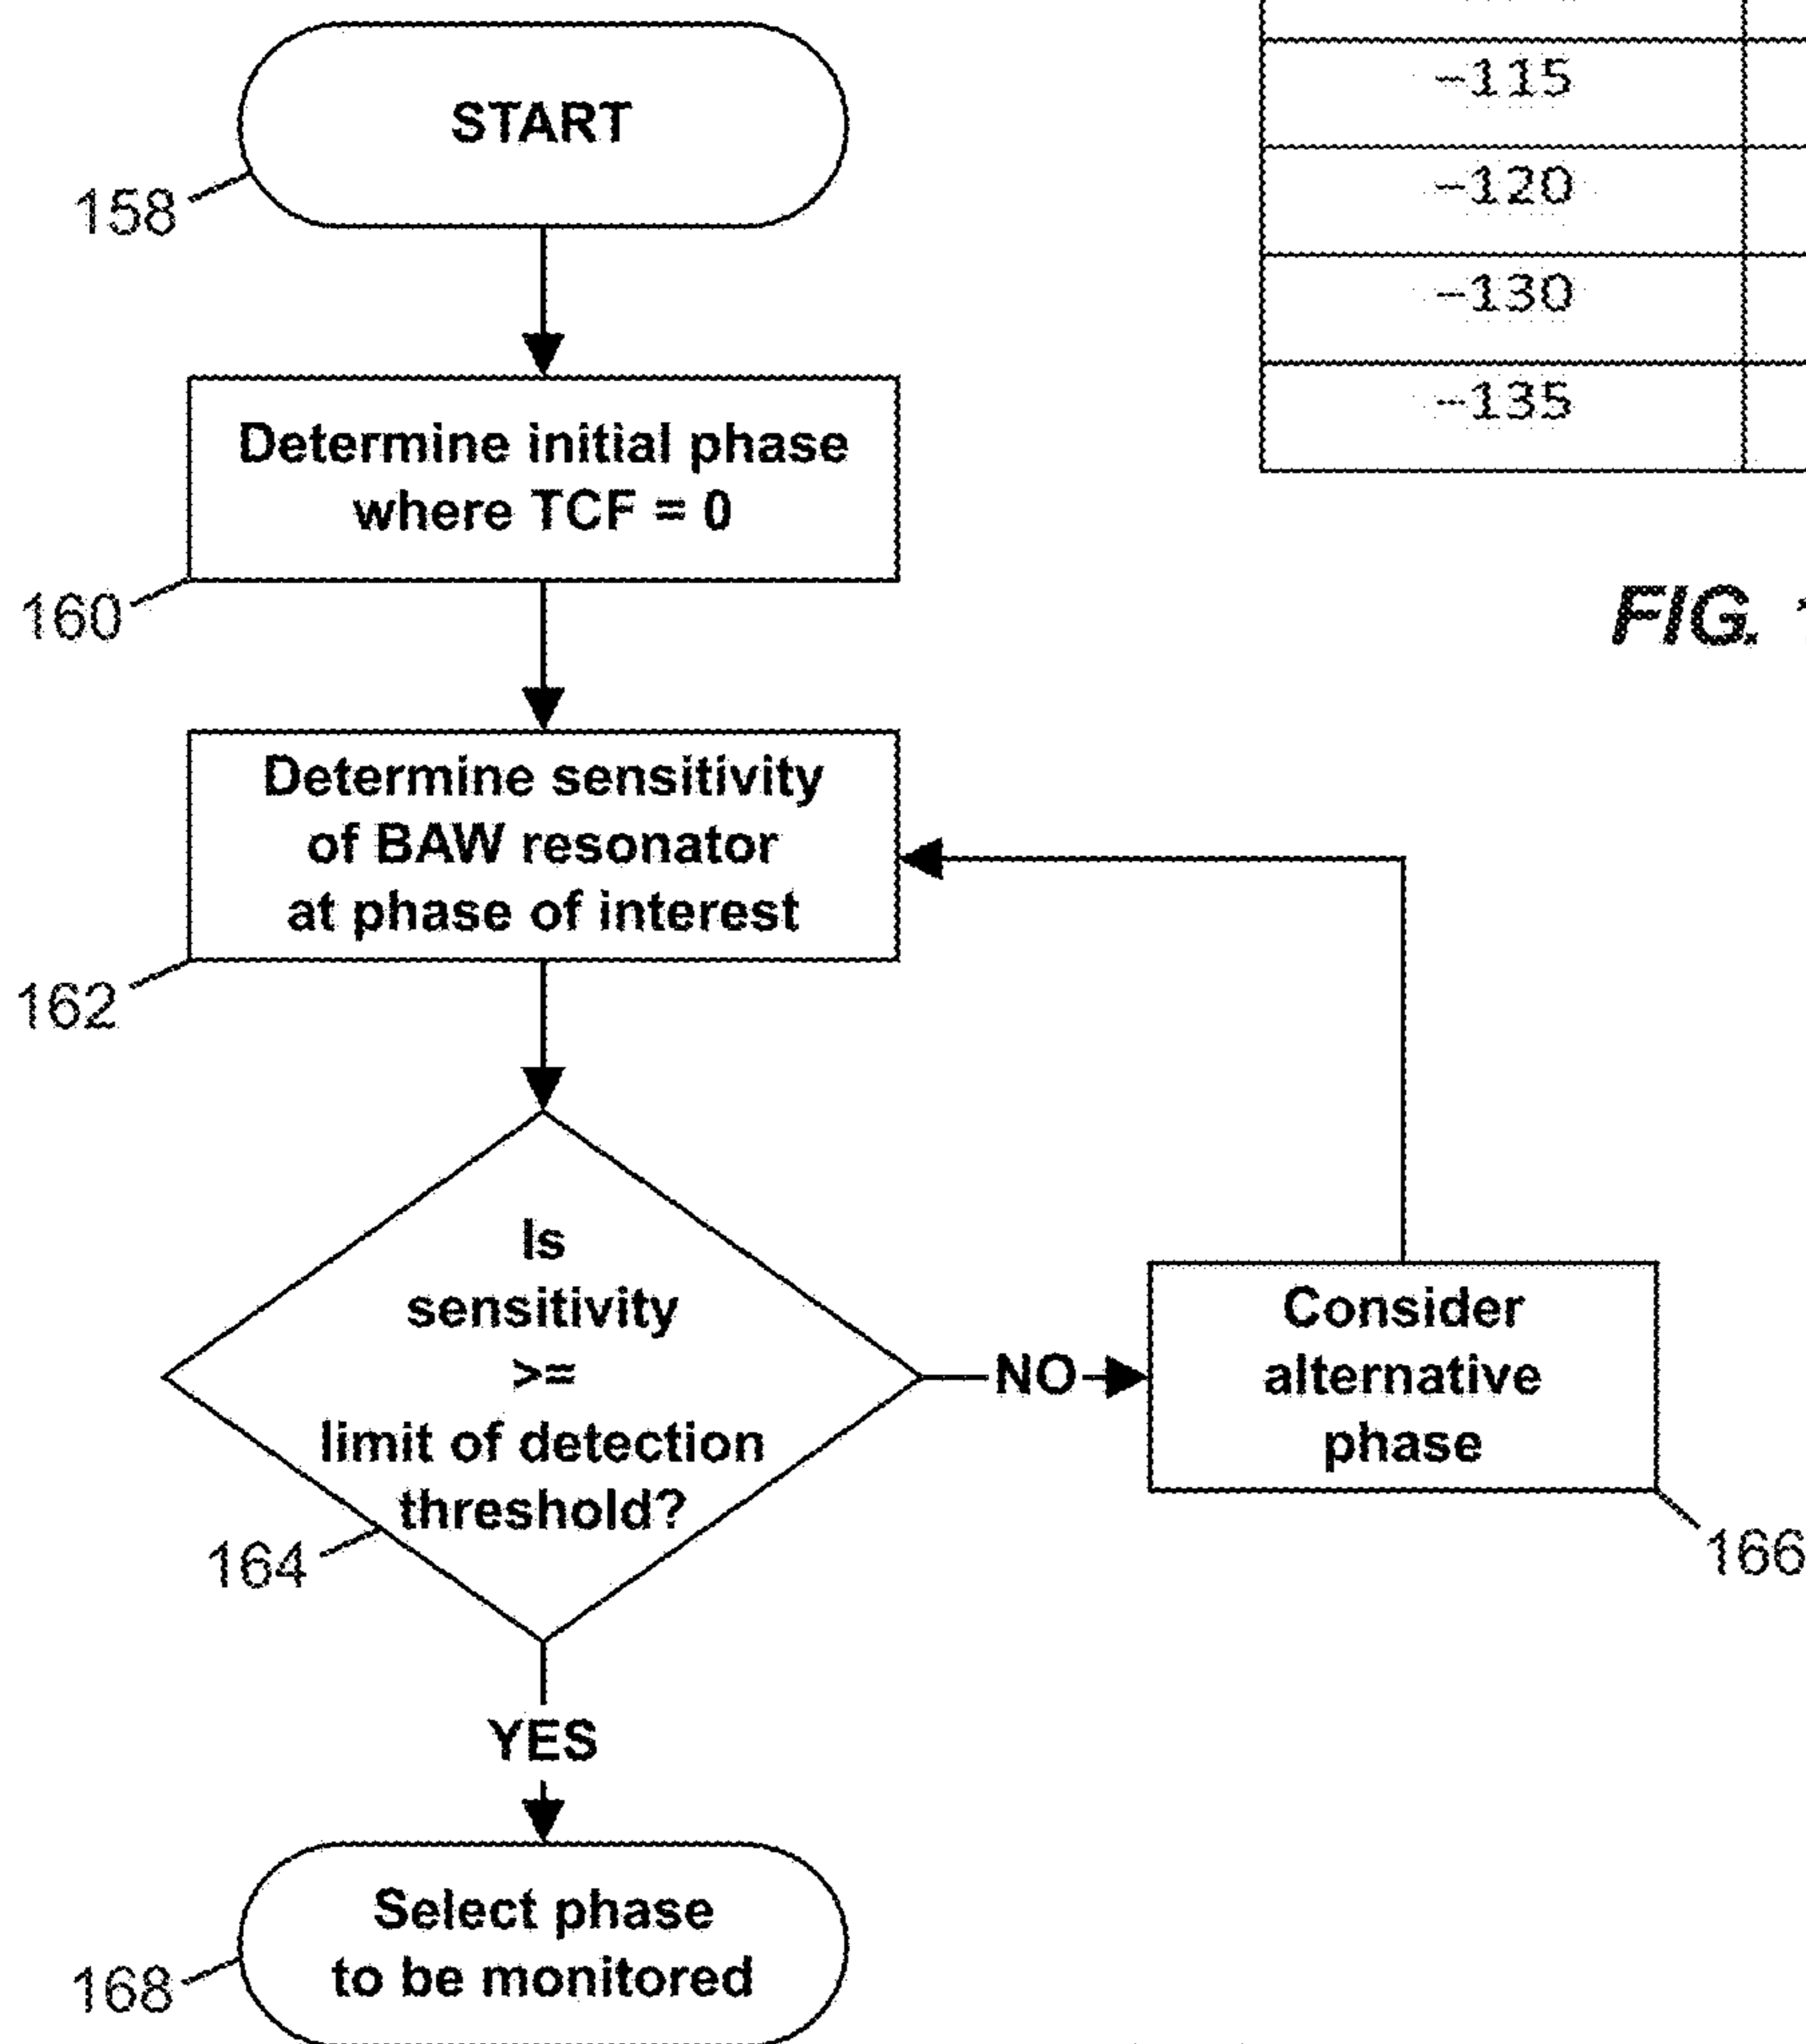 START
158
Determine initial phase
where TCF = 0
160
Determine sensitivity
of BAW resonator
at phase of interest
162
Is
sensitivity
>=
limit of detection
threshold?
164
NO
Consider
alternative
phase
166
YES
Select phase
to be monitored
168
-115
-120
-130
-135
FIG.